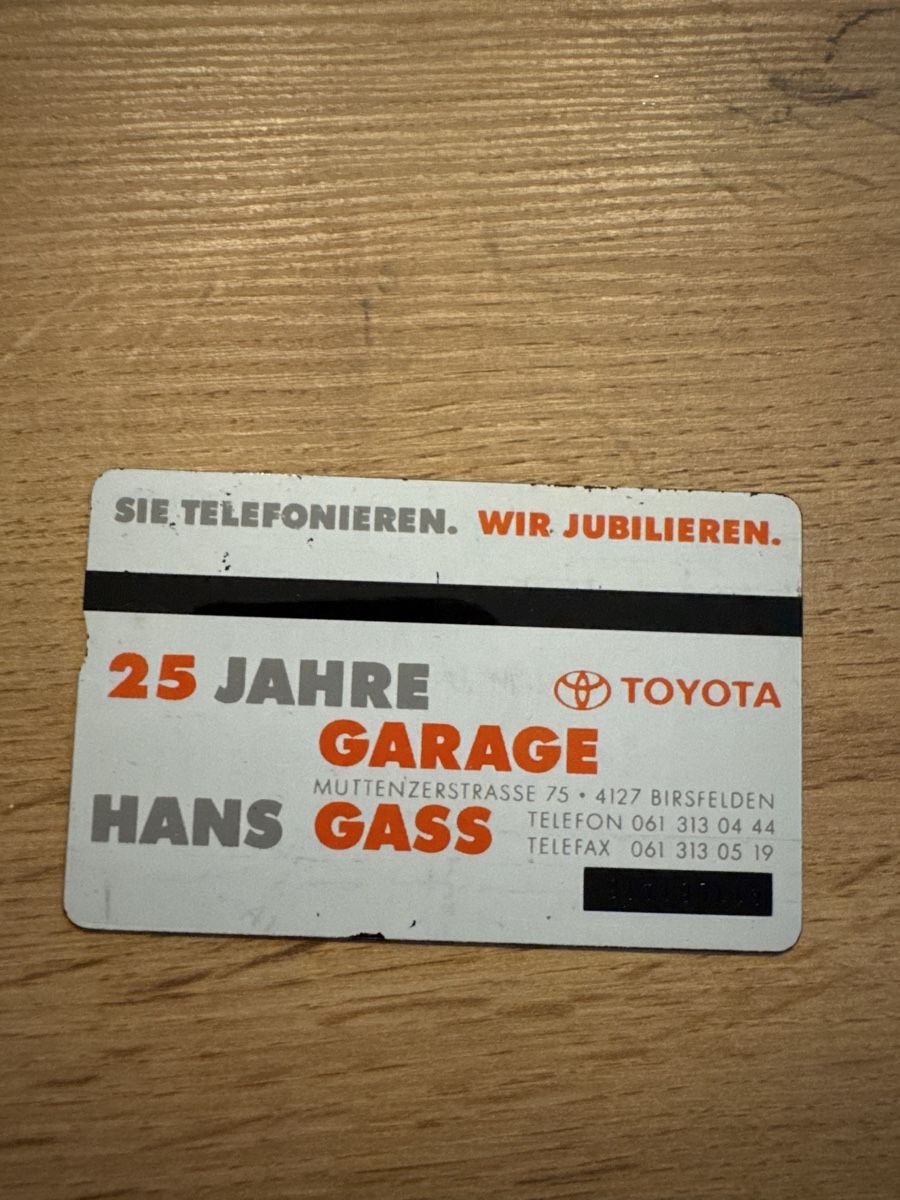 SIE TELEFONIEREN. WIR JUBILIEREN.
25 JAHRE
TOYOTA
GARAGE
MUTTENZERSTRASSE 75 • 4127 BIRSFELDEN
HANS GASS
TELEFON 061 313 04 44
TELEFAX 061 313 05 19